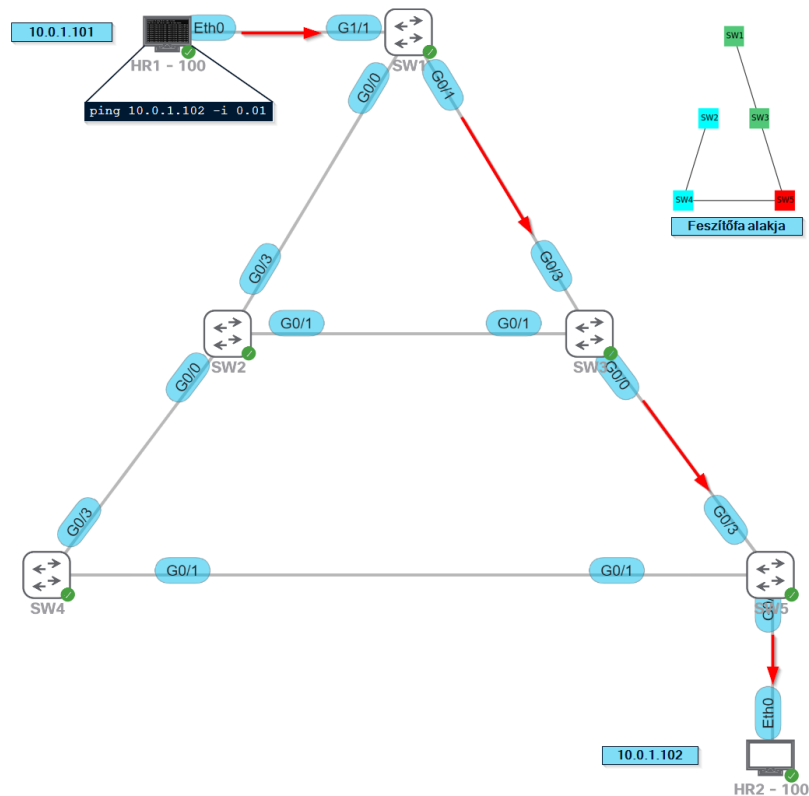 10.0.1.101
Eth0
G1/1
HR1 - 100
SW1
ping 10.0.1.102 -i 0.01
G0/0
G0/1
SW1
SW2
SW3
SW4
SW5
Feszítőfa alakja
G0/3
G0/3
G0/1
G0/1
SW2
SW3
G0/0
G0/0
G0/3
G0/3
G0/1
G0/1
SW4
SW5
Eth0
10.0.1.102
HR2 - 100